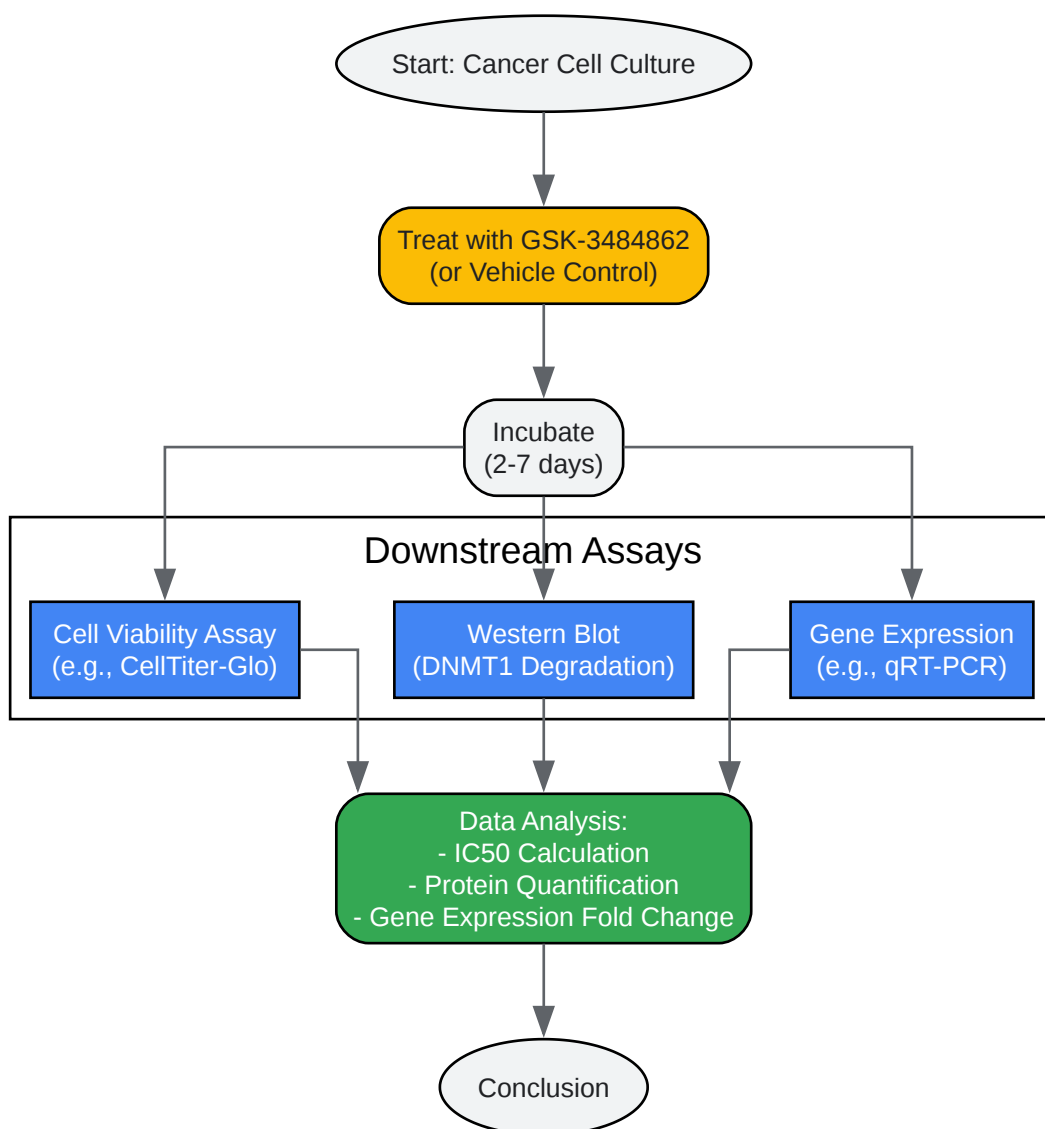 Start: Cancer Cell Culture
Treat with GSK-3484862
(or Vehicle Control)
Incubate
(2-7 days)
Downstream Assays
Cell Viability Assay
(e.g., CellTiter-Glo)
Western Blot
(DNMT1 Degradation)
Gene Expression
(e.g., qRT-PCR)
Data Analysis:
- IC50 Calculation
- Protein Quantification
- Gene Expression Fold Change
Conclusion